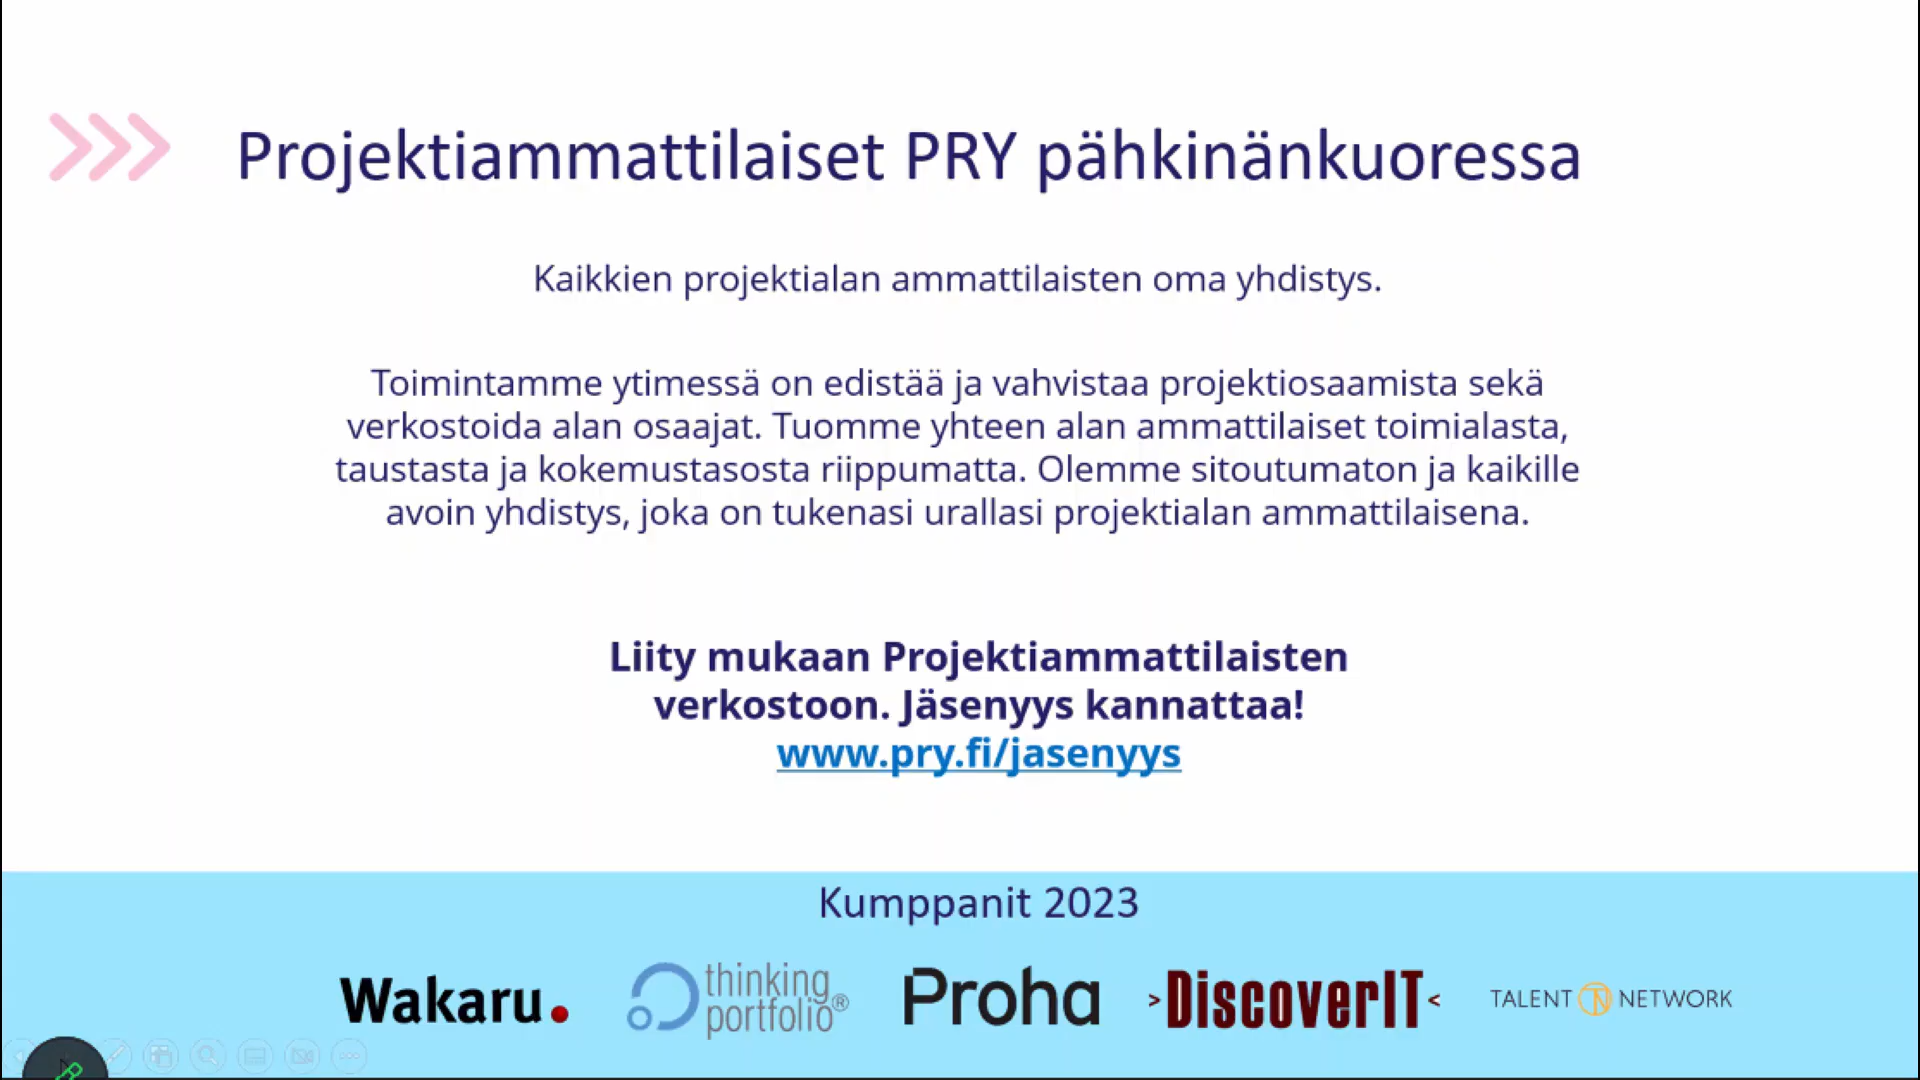 Projektiammattilaiset PRY pähkinänkuoressa
Kaikkien projektialan ammattilaisten oma yhdistys.
Toimintamme ytimessä on edistää ja vahvistaa projektiosaamista sekä
verkostoida alan osaajat. Tuomme yhteen alan ammattilaiset toimialasta,
taustasta ja kokemustasosta riippumatta. Olemme sitoutumaton ja kaikille
avoin yhdistys, joka on tukenasi urallasi projektialan ammattilaisena.
Liity mukaan Projektiammattilaisten
verkostoon. Jäsenyys kannattaa!
www.pry.fi/jasenyys
Kumppanit 2023
Wakaru.
thinking
portfolio®
Proha
>DiscoverIT<
TALENT TN NETWORK